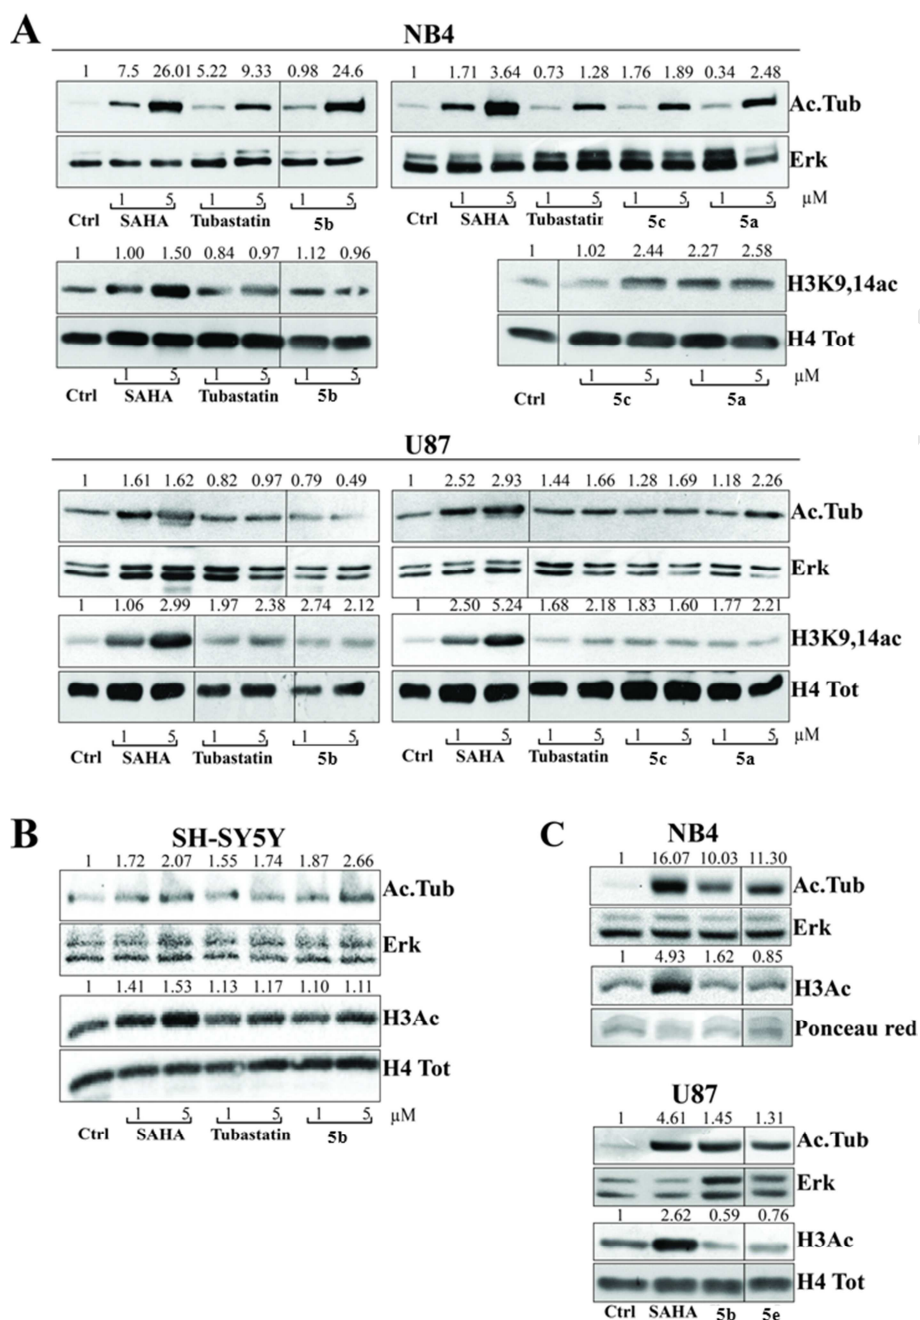 A
NB4
1 7.5 26.01 5.22 9.33 0.98 24.6
1 1.71 3.64 0.73 1.28 1.76 1.89 0.34 2.48
Ac.Tub
Erk
1 5 1 5 1 5
Ctrl SAHA Tubastatin 5b
1 5 1 5 1 5 1 5 µM
Ctrl SAHA Tubastatin 5c 5a
1 1.00 1.50 0.84 0.97 1.12 0.96
1 1.02 2.44 2.27 2.58
H3K9,14ac
H4 Tot
1 5 1 5 1 5
Ctrl SAHA Tubastatin 5b
1 5 1 5 µM
Ctrl 5c 5a
U87
1 1.61 1.62 0.82 0.97 0.79 0.49
1 2.52 2.93 1.44 1.66 1.28 1.69 1.18 2.26
Ac.Tub
Erk
1 1.06 2.99 1.97 2.38 2.74 2.12
1 2.50 5.24 1.68 2.18 1.83 1.60 1.77 2.21
H3K9,14ac
H4 Tot
1 5 1 5 1 5
Ctrl SAHA Tubastatin 5b
1 5 1 5 1 5 1 5 µM
Ctrl SAHA Tubastatin 5c 5a
B
SH-SY5Y
1 1.72 2.07 1.55 1.74 1.87 2.66
Ac.Tub
Erk
1 1.41 1.53 1.13 1.17 1.10 1.11
H3Ac
H4 Tot
1 5 1 5 1 5 µM
Ctrl SAHA Tubastatin 5b
C
NB4
1 16.07 10.03 11.30
Ac.Tub
Erk
1 4.93 1.62 0.85
H3Ac
Ponceau red
U87
1 4.61 1.45 1.31
Ac.Tub
Erk
1 2.62 0.59 0.76
H3Ac
H4 Tot
Ctrl SAHA 5b 5e